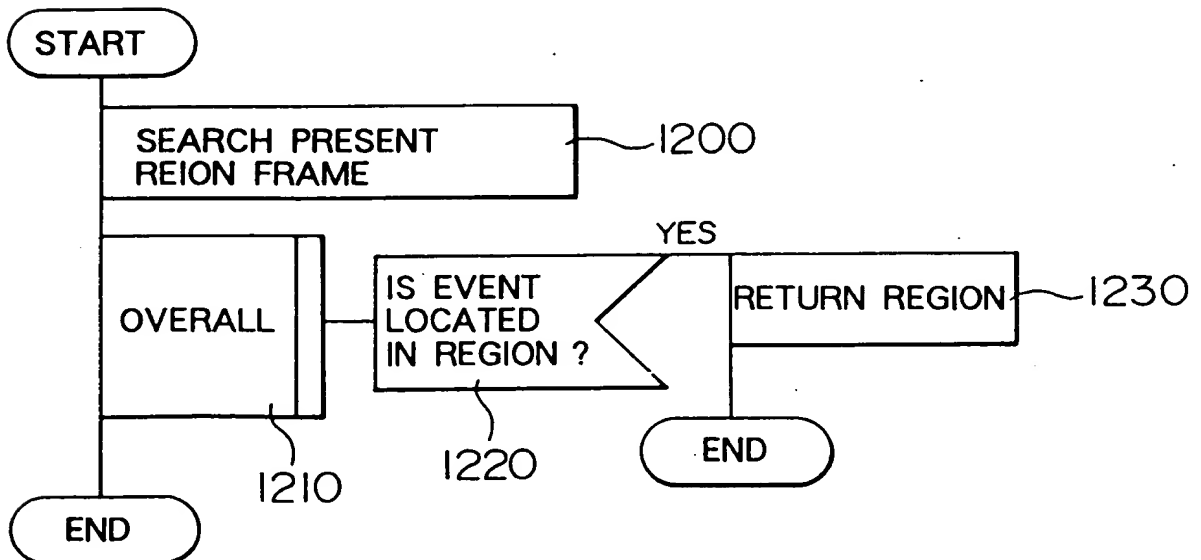 START
SEARCH PRESENT
REION FRAME
1200
YES
OVERALL
IS EVENT
LOCATED
IN REGION ?
RETURN REGION
1230
1220
END
1210
END